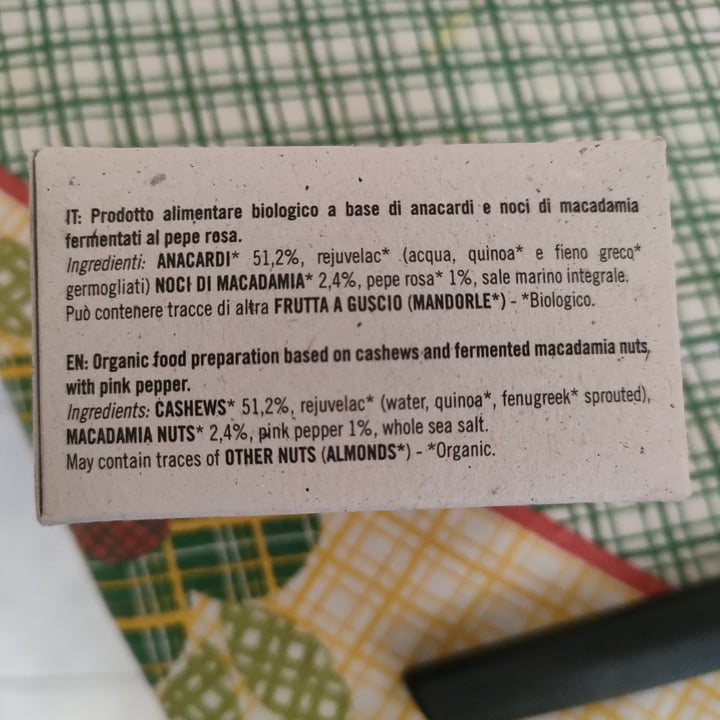 IT: Prodotto alimentare biologico a base di anacardi e noci di macadamia
fermentati al pepe rosa.
Ingredienti: ANACARDI* 51,2%, rejuvelac* (acqua, quinoa* e fieno greco*
germogliati) NOCI DI MACADAMIA* 2,4%, pepe rosa* 1%, sale marino integrale.
Può contenere tracce di altra FRUTTA A GUSCIO (MANDORLE*) - *Biologico.
EN: Organic food preparation based on cashews and fermented macadamia nuts,
with pink pepper.
Ingredients: CASHEWS* 51,2%, rejuvelac* (water, quinoa*, fenugreek* sprouted),
MACADAMIA NUTS* 2,4%, pink pepper 1%, whole sea salt.
May contain traces of OTHER NUTS (ALMONDS*) - *Organic.